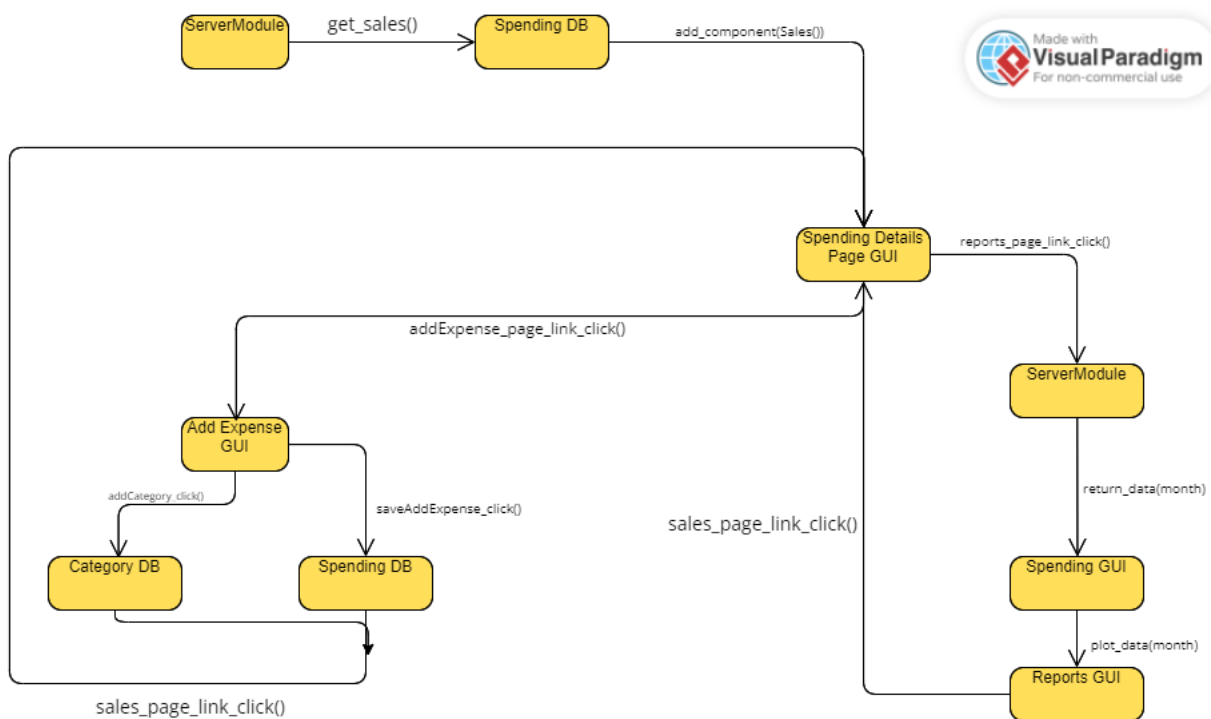 ServerModule
get_sales()
Spending DB
add_component(Sales())
Made with
Visual Paradigm
For non-commercial use
Spending Details
Page GUI
reports_page_link_click()
addExpense_page_link_click()
ServerModule
Add Expense
GUI
addCategory_click()
saveAddExpense_click()
return_data(month)
sales_page_link_click()
Category DB
Spending DB
Spending GUI
plot_data(month)
Reports GUI
sales_page_link_click()